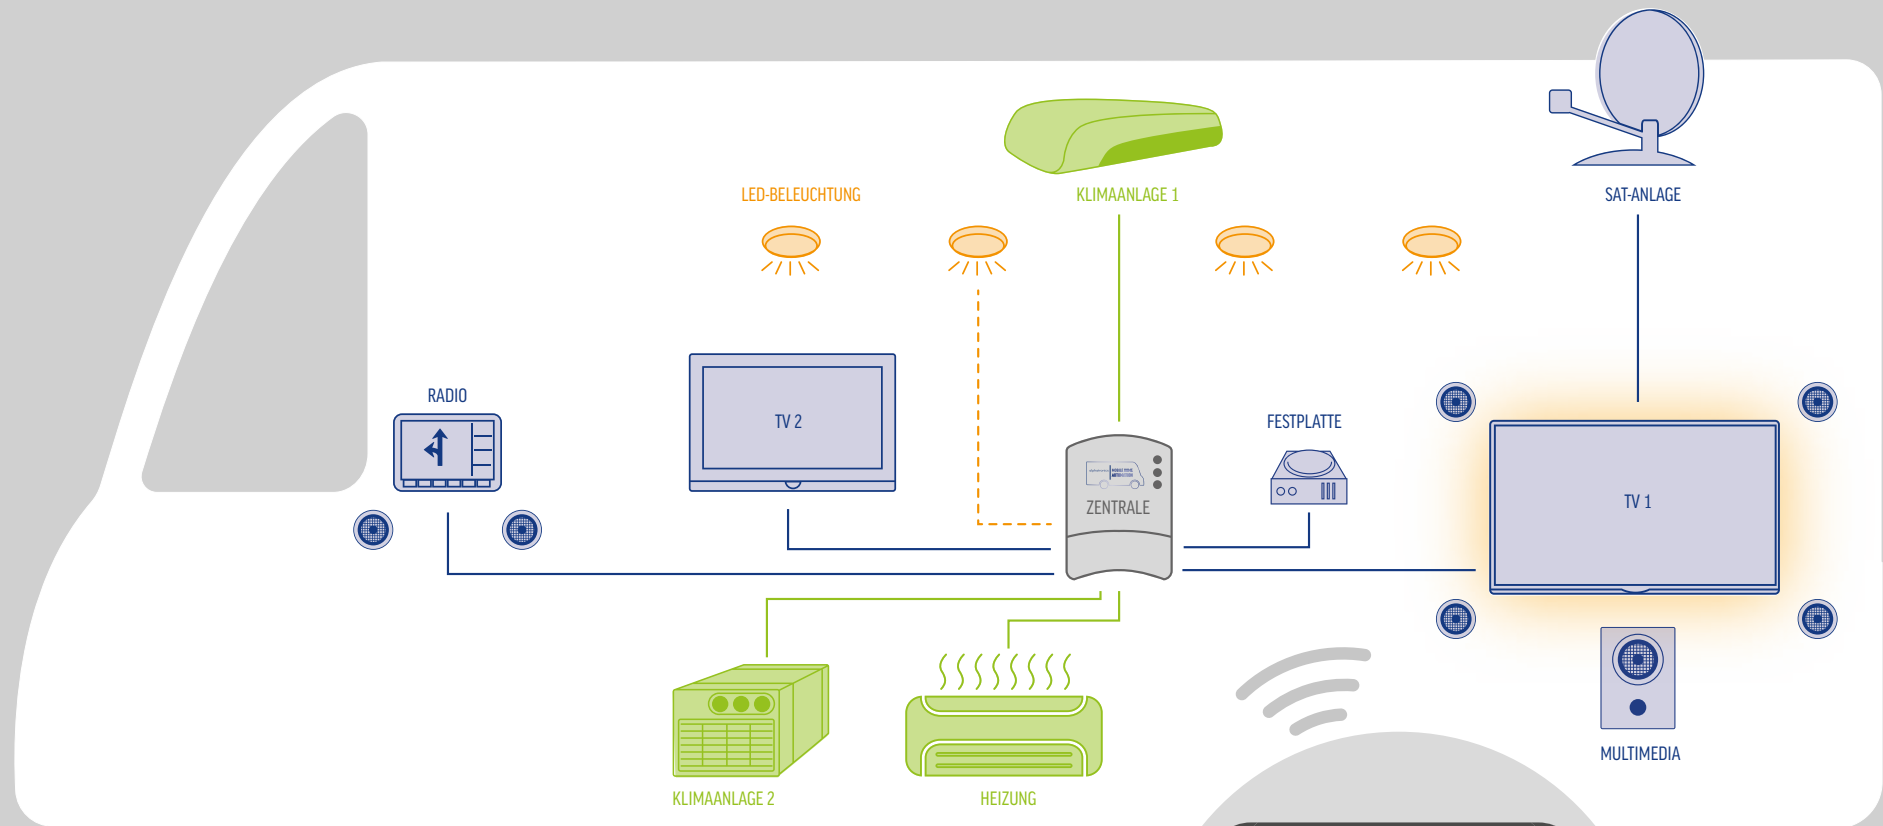 LED-BELEUCHTUNG
KLIMAANLAGE 1
SAT-ANLAGE
RADIO
TV 2
FESTPLATTE
TV 1
ZENTRALE
MULTIMEDIA
KLIMAANLAGE 2
HEIZUNG